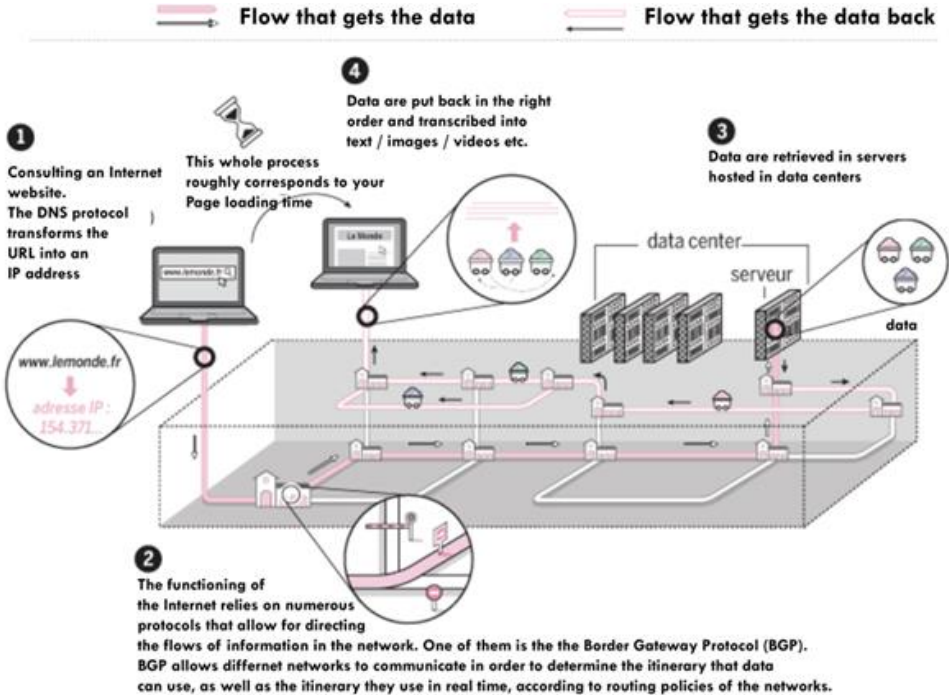 Flow that gets the data
Flow that gets the data back
1
Consulting an Internet
website.
The DNS protocol )
transforms the
URL into an
IP address
This whole process
roughly corresponds to your
Page loading time
4
Data are put back in the right
order and transcribed into
text / images / videos etc.
3
Data are retrieved in servers
hosted in data centers
www.lemonde.fr
Le Monde
data center
serveur
data
www.lemonde.fr
adresse IP :
154.371...
2
The functioning of
the Internet relies on numerous
protocols that allow for directing
the flows of information in the network. One of them is the the Border Gateway Protocol (BGP).
BGP allows differnet networks to communicate in order to determine the itinerary that data
can use, as well as the itinerary they use in real time, according to routing policies of the networks.